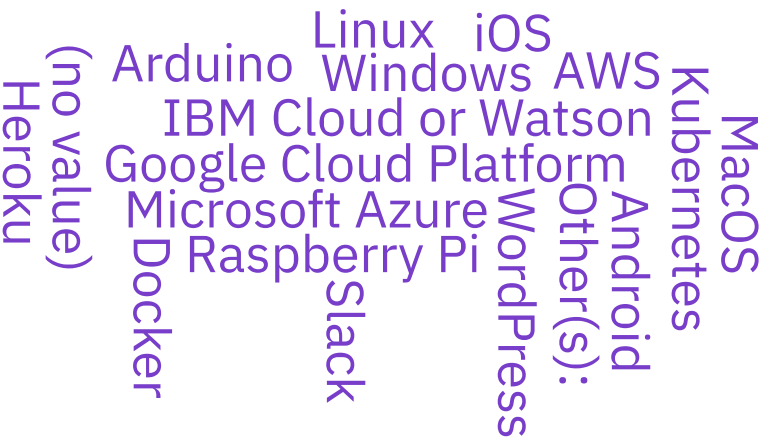 Linux
iOS
Arduino
Windows
AWS
IBM Cloud or Watson
Google Cloud Platform
Microsoft Azure
Raspberry Pi
Heroku
(no value)
Docker
Slack
WordPress
Other(s):
Android
Kubernetes
MacOS